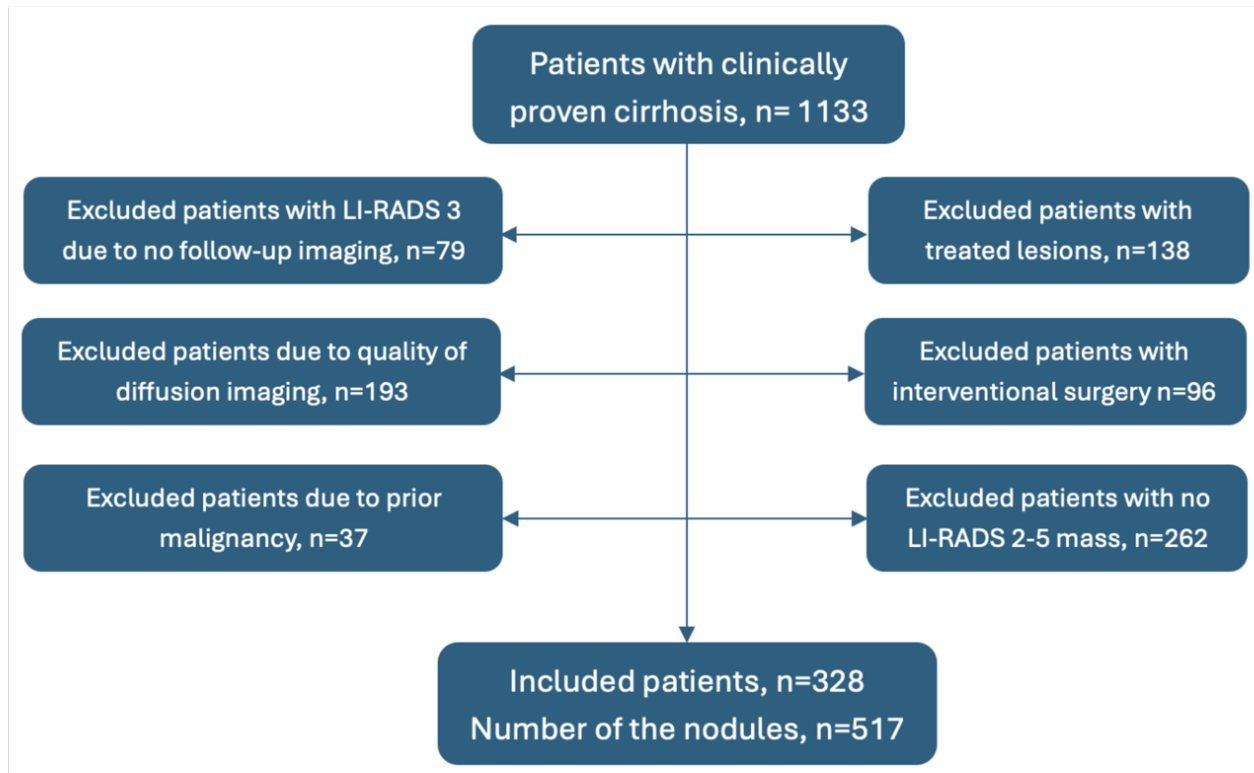 Patients with clinically
proven cirrhosis, n= 1133
Excluded patients with LI-RADS 3
due to no follow-up imaging, n=79
Excluded patients with
treated lesions, n=138
Excluded patients due to quality of
diffusion imaging, n=193
Excluded patients with
interventional surgery n=96
Excluded patients due to prior
malignancy, n=37
Excluded patients with no
LI-RADS 2-5 mass, n=262
Included patients, n=328
Number of the nodules, n=517